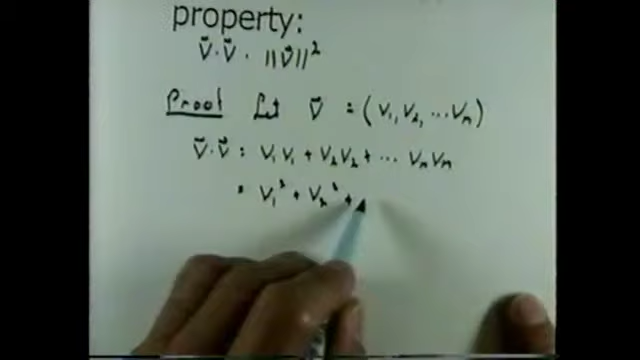 property:
v⃗·v⃗ = ||v⃗||²
Proof Let v⃗ = (v₁, v₂, ... vₙ)
v⃗·v⃗ = v₁v₁ + v₂v₂ + ... vₙvₙ
= v₁² + v₂² +